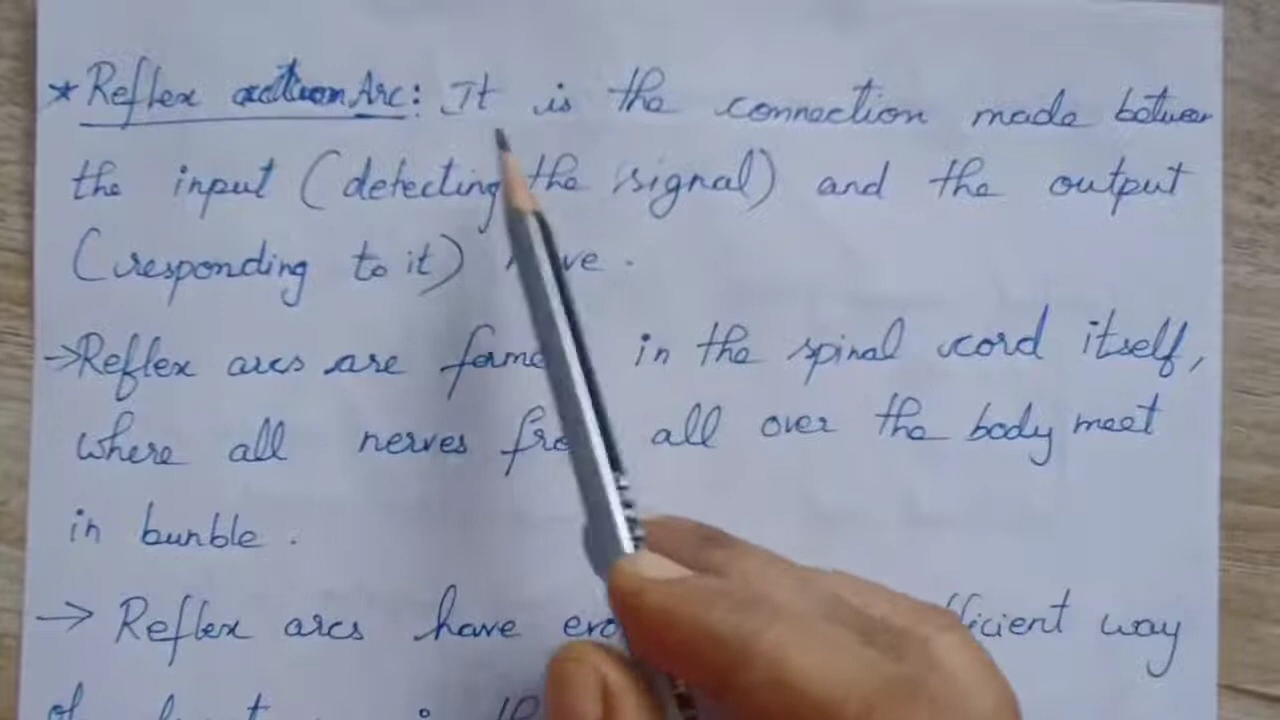 * Reflex action Arc: It is the connection made between
the input (detecting the signal) and the output
(responding to it)
→ Reflex arcs are in the spinal cord itself,
where all nerves all over the body meet
in bunble.
→ Reflex arcs have way
of